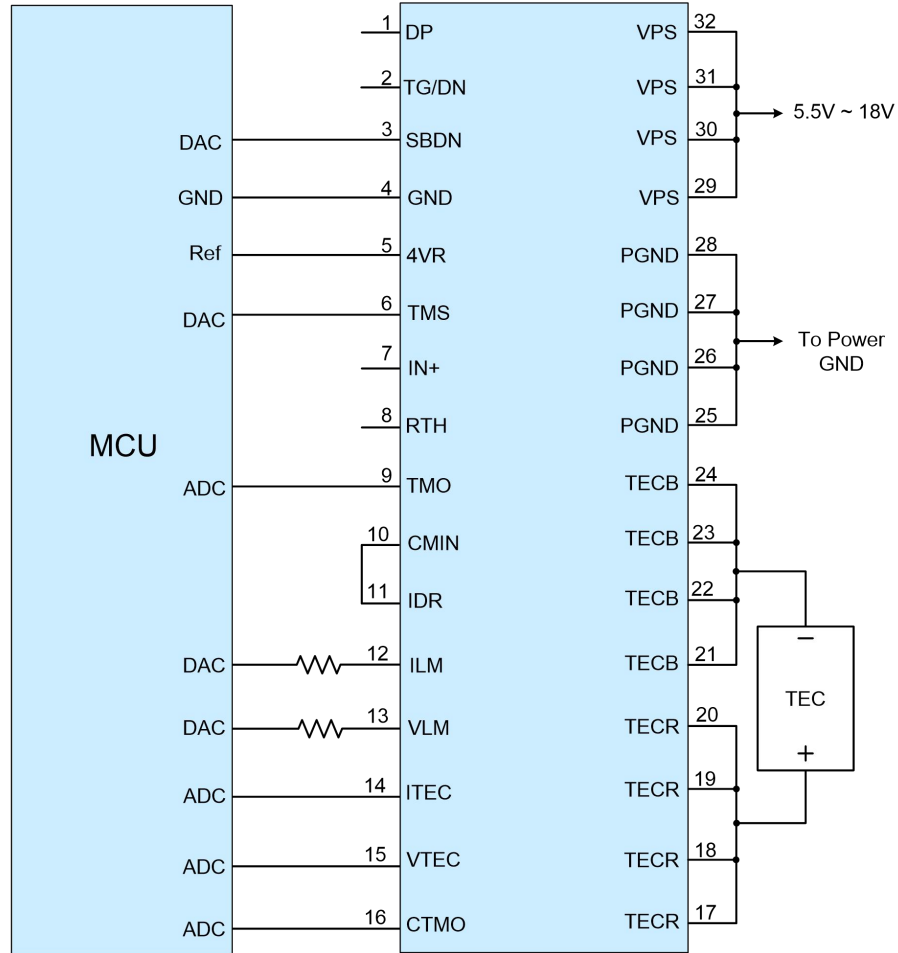 1 DP VPS 32
2 TG/DN VPS 31
5.5V ~ 18V
DAC 3 SBDN VPS 30
GND 4 GND VPS 29
Ref 5 4VR PGND 28
DAC 6 TMS PGND 27
To Power
GND
7 IN+ PGND 26
8 RTH PGND 25
MCU
ADC 9 TMO TECB 24
10 CMIN TECB 23
11 IDR TECB 22
−
DAC 12 ILM TECB 21
TEC
DAC 13 VLM TECR 20
+
ADC 14 ITEC TECR 19
ADC 15 VTEC TECR 18
ADC 16 CTMO TECR 17